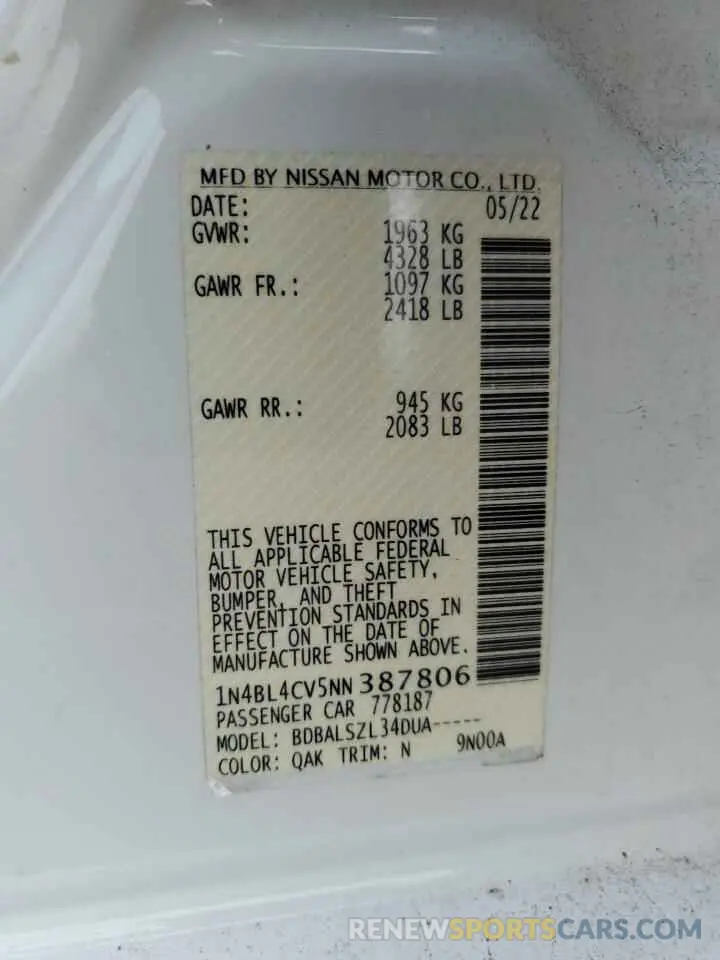 MFD BY NISSAN MOTOR CO., LTD.
DATE: 05/22
GVWR: 1963 KG
4328 LB
GAWR FR.: 1097 KG
2418 LB
GAWR RR.: 945 KG
2083 LB
THIS VEHICLE CONFORMS TO
ALL APPLICABLE FEDERAL
MOTOR VEHICLE SAFETY,
BUMPER, AND THEFT
PREVENTION STANDARDS IN
EFFECT ON THE DATE OF
MANUFACTURE SHOWN ABOVE.
1N4BL4CV5NN387806
PASSENGER CAR 778187
MODEL: BDBALSZL34DUA-----
COLOR: QAK TRIM: N 9N00A
RENEWSPORTSCARS.COM